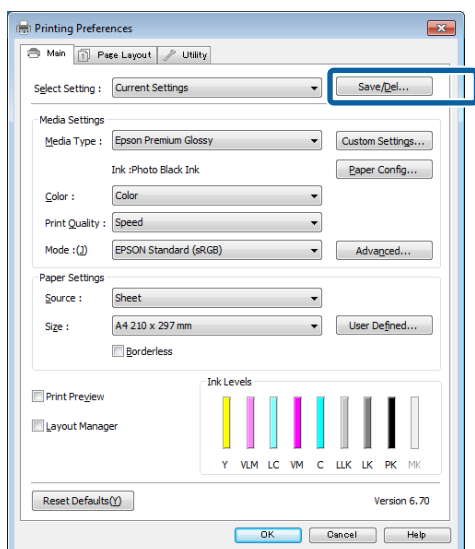 Printing Preferences
Main Page Layout Utility
Select Setting : Current Settings Save/Del...
Media Settings
Media Type : Epson Premium Glossy Custom Settings...
Ink :Photo Black Ink Paper Config...
Color : Color
Print Quality : Speed
Mode :(J) EPSON Standard (sRGB) Advanced...
Paper Settings
Source : Sheet
Size : A4 210 x 297 mm User Defined...
Borderless
Ink Levels
Print Preview
Layout Manager
Y VLM LC VM C LLK LK PK MK
Reset Defaults(Y) Version 6.70
OK Cancel Help